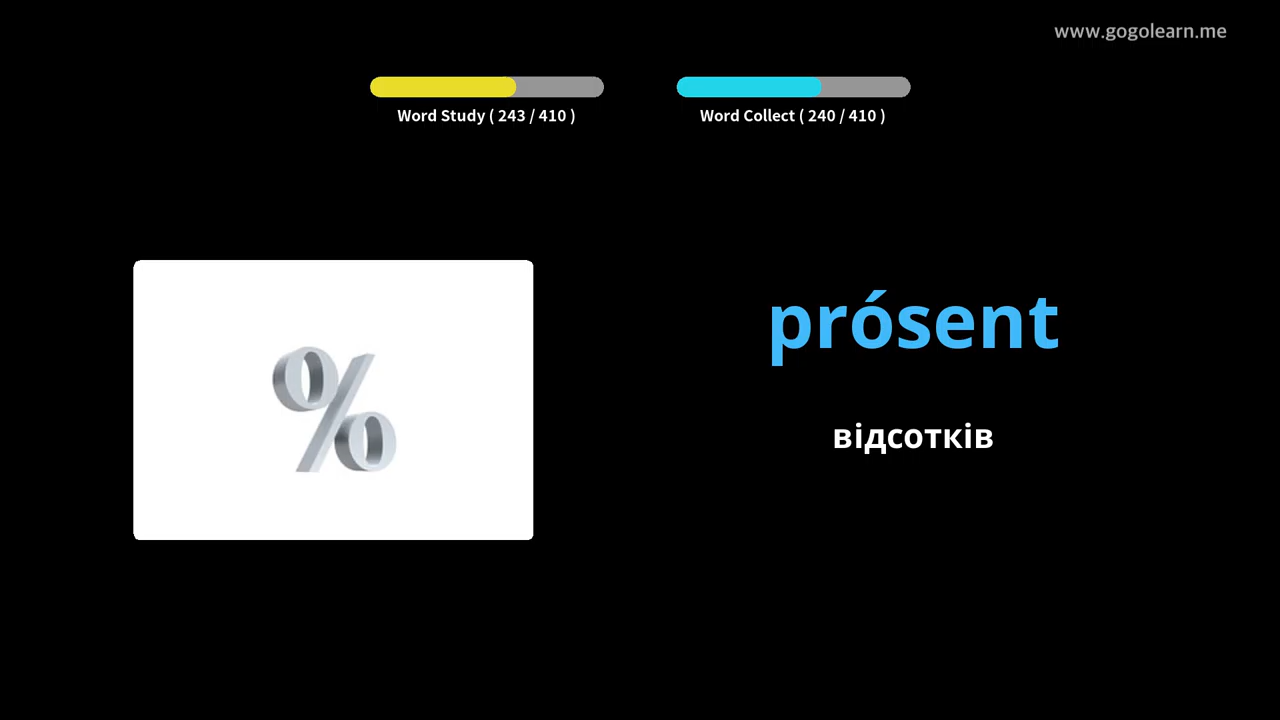 www.gogolearn.me
Word Study ( 243 / 410 )
Word Collect ( 240 / 410 )
%
prósent
відсотків